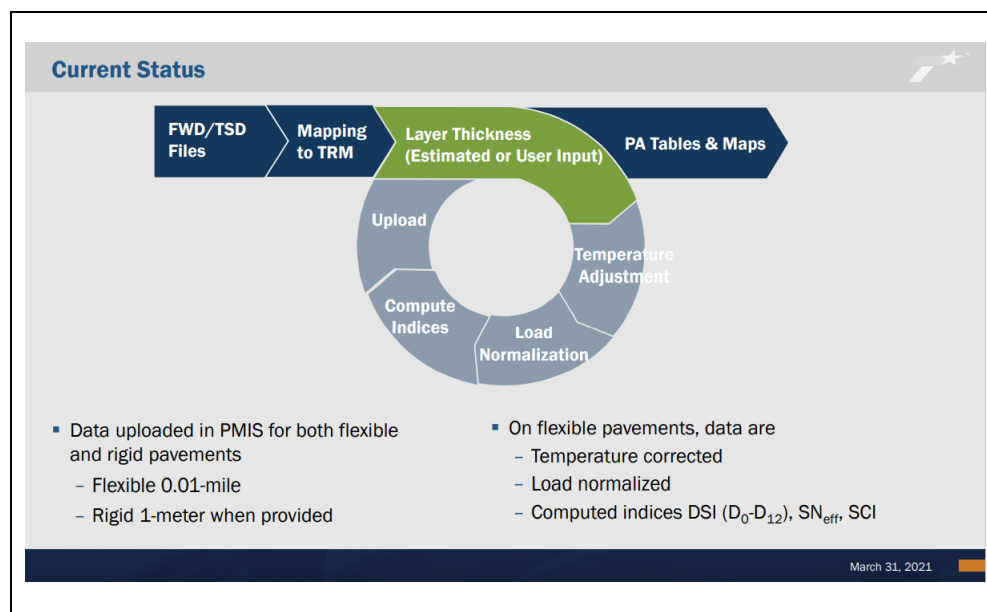 Current Status
FWD/TSD
Files
Mapping
to TRM
Layer Thickness
(Estimated or User Input)
PA Tables & Maps
Upload
Temperature
Adjustment
Compute
Indices
Load
Normalization
▪ Data uploaded in PMIS for both flexible
and rigid pavements
– Flexible 0.01-mile
– Rigid 1-meter when provided
▪ On flexible pavements, data are
– Temperature corrected
– Load normalized
– Computed indices DSI (D₀-D₁₂), SNeff, SCI
March 31, 2021